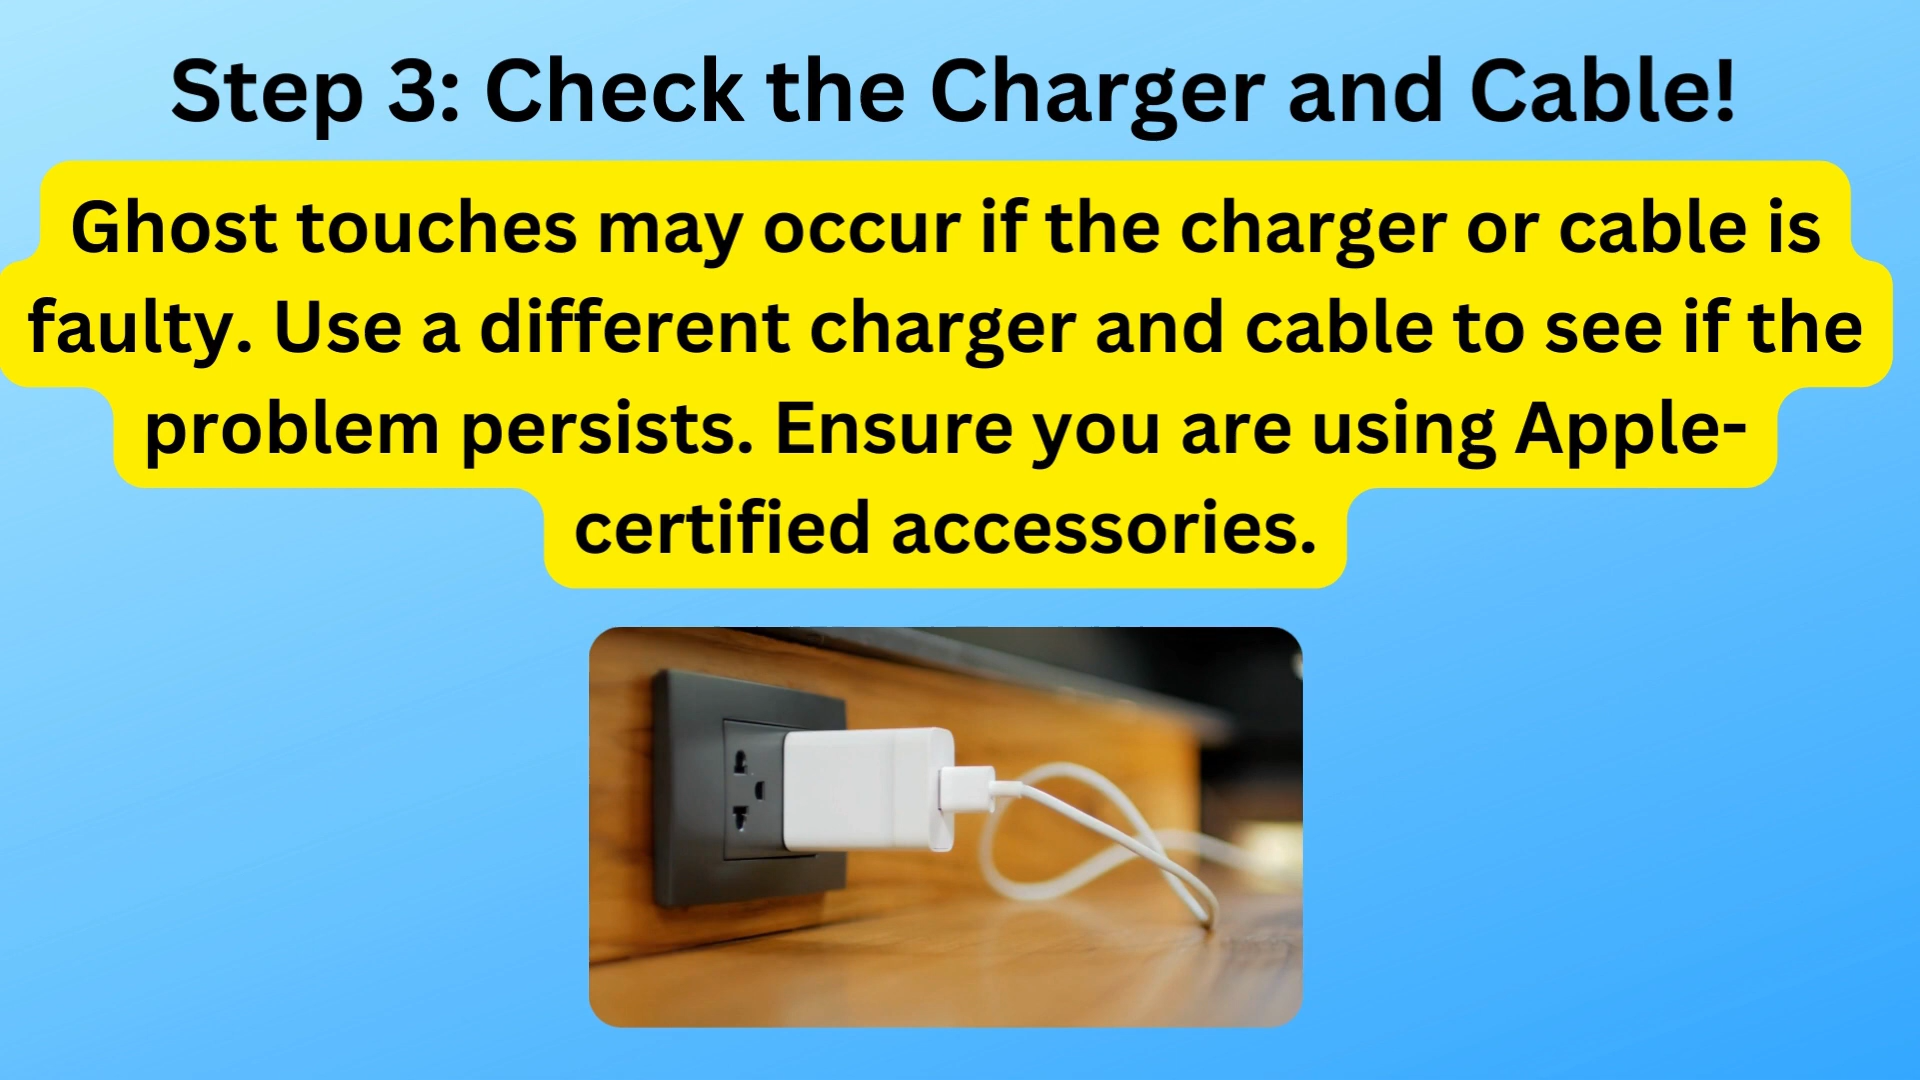 Step 3: Check the Charger and Cable!
Ghost touches may occur if the charger or cable is
faulty. Use a different charger and cable to see if the
problem persists. Ensure you are using Apple-
certified accessories.